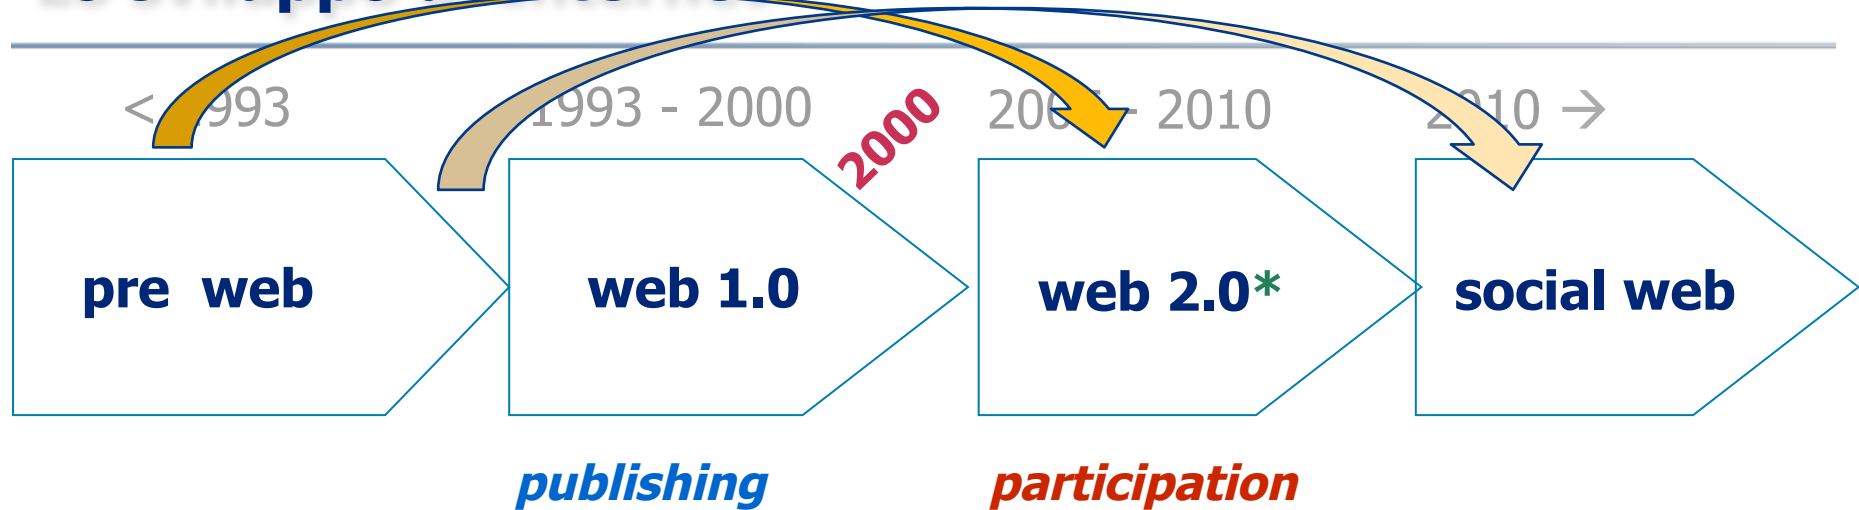 < 1993
1993 - 2000
2000
2010
2010 →
pre web
web 1.0
web 2.0*
social web
publishing
participation